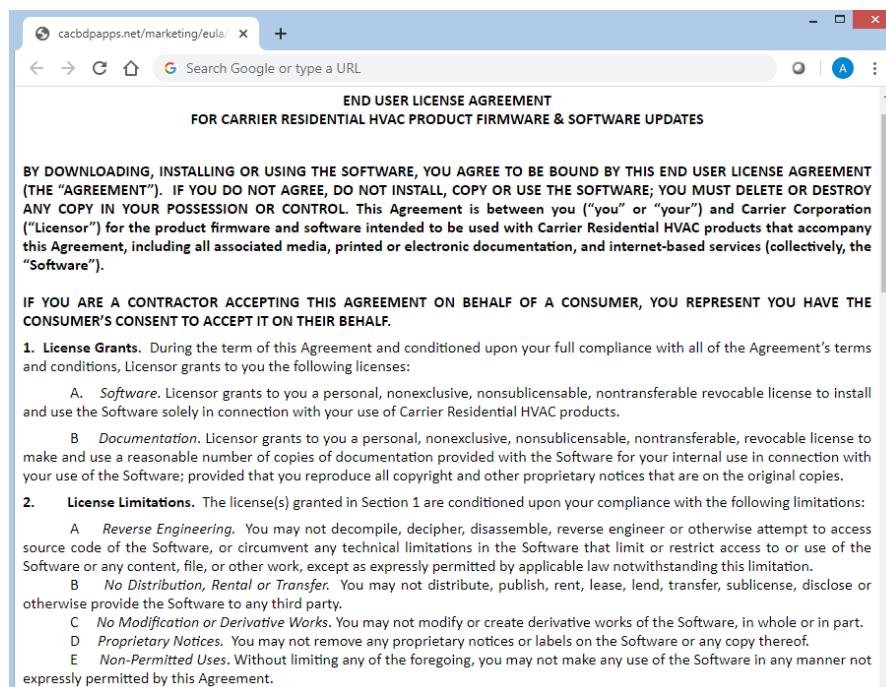 cacbdpapps.net/marketing/eula/
Search Google or type a URL
A
END USER LICENSE AGREEMENT
FOR CARRIER RESIDENTIAL HVAC PRODUCT FIRMWARE & SOFTWARE UPDATES
BY DOWNLOADING, INSTALLING OR USING THE SOFTWARE, YOU AGREE TO BE BOUND BY THIS END USER LICENSE AGREEMENT
(THE “AGREEMENT”). IF YOU DO NOT AGREE, DO NOT INSTALL, COPY OR USE THE SOFTWARE; YOU MUST DELETE OR DESTROY
ANY COPY IN YOUR POSSESSION OR CONTROL. This Agreement is between you (“you” or “your”) and Carrier Corporation
(“Licensor”) for the product firmware and software intended to be used with Carrier Residential HVAC products that accompany
this Agreement, including all associated media, printed or electronic documentation, and internet-based services (collectively, the
“Software”).
IF YOU ARE A CONTRACTOR ACCEPTING THIS AGREEMENT ON BEHALF OF A CONSUMER, YOU REPRESENT YOU HAVE THE
CONSUMER’S CONSENT TO ACCEPT IT ON THEIR BEHALF.
1. License Grants. During the term of this Agreement and conditioned upon your full compliance with all of the Agreement’s terms
and conditions, Licensor grants to you the following licenses:
A. Software. Licensor grants to you a personal, nonexclusive, nonsublicensable, nontransferable revocable license to install
and use the Software solely in connection with your use of Carrier Residential HVAC products.
B Documentation. Licensor grants to you a personal, nonexclusive, nonsublicensable, nontransferable, revocable license to
make and use a reasonable number of copies of documentation provided with the Software for your internal use in connection with
your use of the Software; provided that you reproduce all copyright and other proprietary notices that are on the original copies.
2. License Limitations. The license(s) granted in Section 1 are conditioned upon your compliance with the following limitations:
A Reverse Engineering. You may not decompile, decipher, disassemble, reverse engineer or otherwise attempt to access
source code of the Software, or circumvent any technical limitations in the Software that limit or restrict access to or use of the
Software or any content, file, or other work, except as expressly permitted by applicable law notwithstanding this limitation.
B No Distribution, Rental or Transfer. You may not distribute, publish, rent, lease, lend, transfer, sublicense, disclose or
otherwise provide the Software to any third party.
C No Modification or Derivative Works. You may not modify or create derivative works of the Software, in whole or in part.
D Proprietary Notices. You may not remove any proprietary notices or labels on the Software or any copy thereof.
E Non-Permitted Uses. Without limiting any of the foregoing, you may not make any use of the Software in any manner not
expressly permitted by this Agreement.